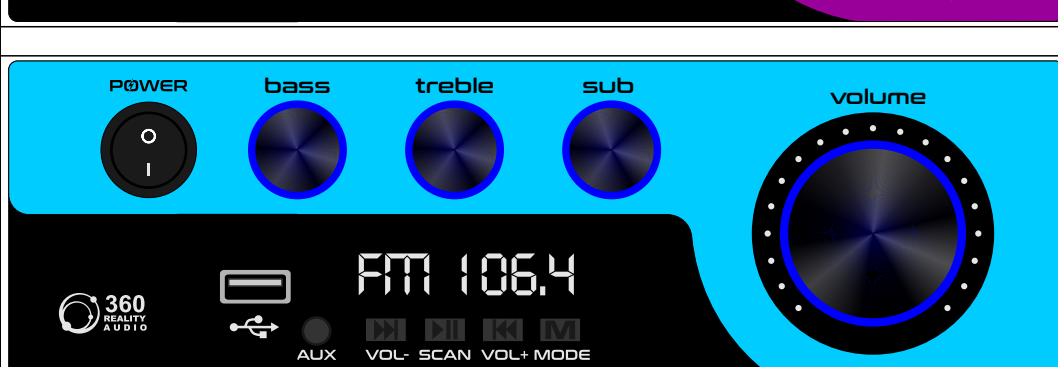 POWER
bass
treble
sub
volume
O
I
FM 106.4
360
REALITY
AUDIO
AUX
VOL- SCAN VOL+ MODE
M